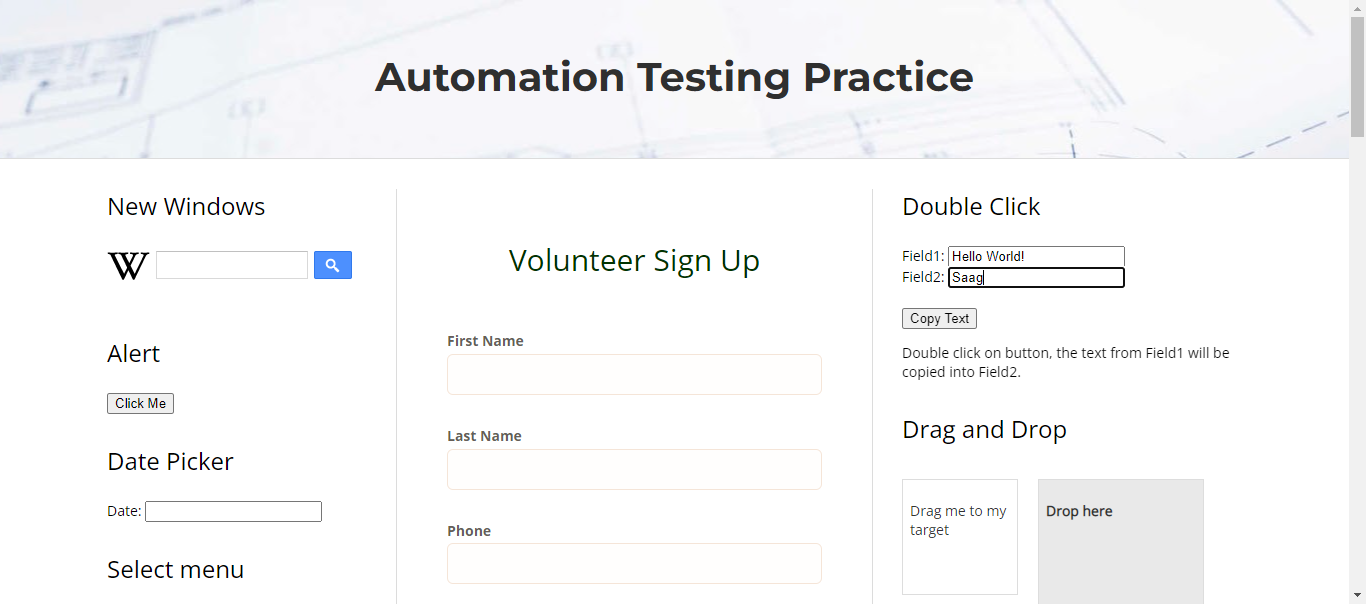 Automation Testing Practice
New Windows
W
Alert
Click Me
Date Picker
Date:
Select menu
Volunteer Sign Up
First Name
Last Name
Phone
Double Click
Field1: Hello World!
Field2: Saag
Copy Text
Double click on button, the text from Field1 will be
copied into Field2.
Drag and Drop
Drag me to my
target
Drop here